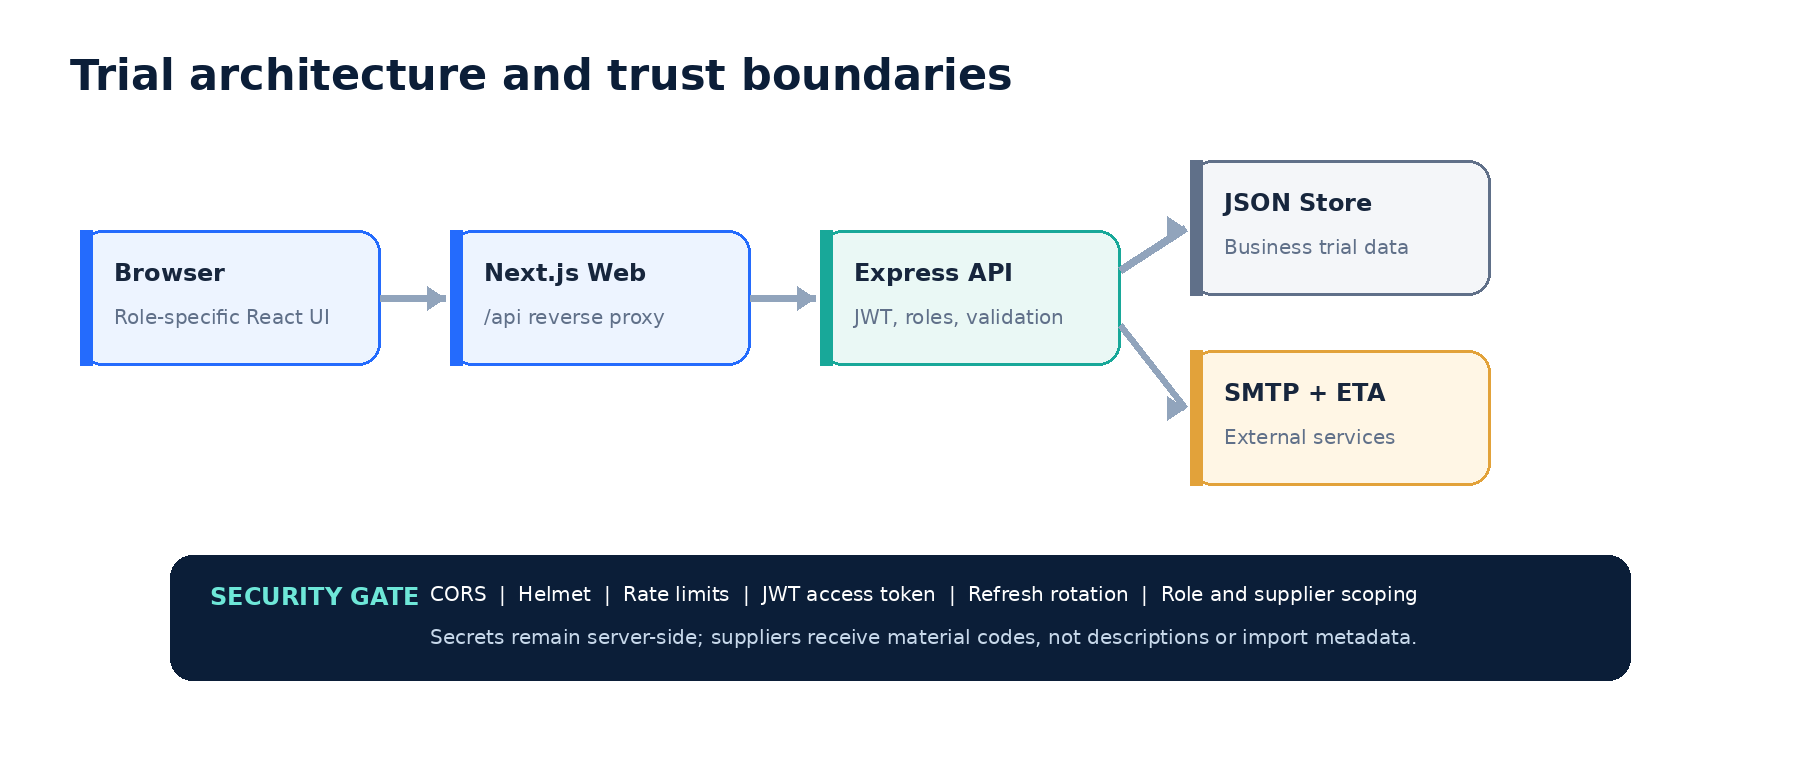 Trial architecture and trust boundaries
Browser
Role-specific React UI
Next.js Web
/api reverse proxy
Express API
JWT, roles, validation
JSON Store
Business trial data
SMTP + ETA
External services
SECURITY GATE CORS | Helmet | Rate limits | JWT access token | Refresh rotation | Role and supplier scoping
Secrets remain server-side; suppliers receive material codes, not descriptions or import metadata.